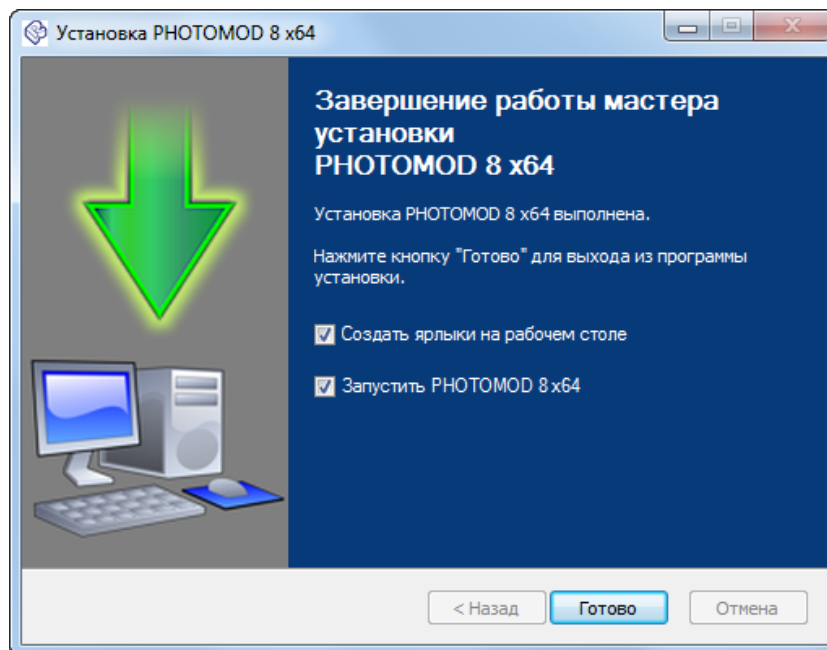 Установка PHOTOMOD 8 x64
Завершение работы мастера
установки
PHOTOMOD 8 x64
Установка PHOTOMOD 8 x64 выполнена.
Нажмите кнопку "Готово" для выхода из программы
установки.
Создать ярлыки на рабочем столе
Запустить PHOTOMOD 8 x64
< Назад
Готово
Отмена